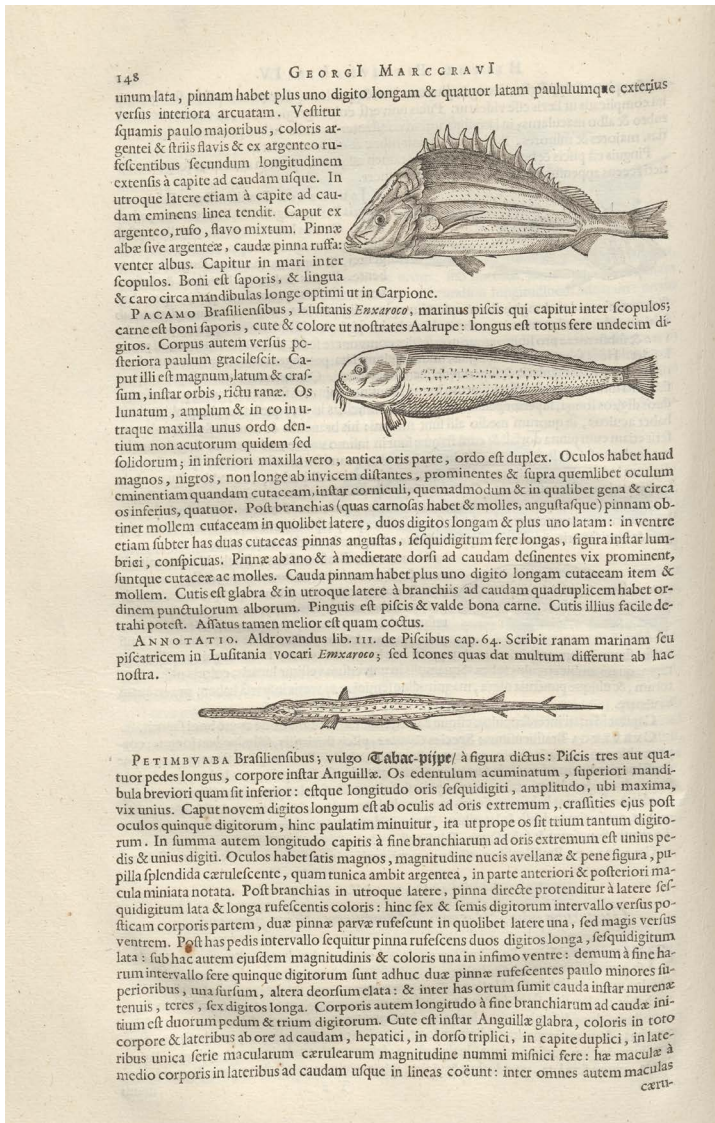 148 GEORGI MARCGRAVI
unum lata, pinnam habet plus uno digito longam & quatuor latam paululumque exterius
versus interiora arcuatam. Vestitur
squamis paulo majoribus, coloris ar-
gentei & striis flavis & ex argenteo ru-
fescentibus secundum longitudinem
extensis à capite ad caudam usque. In
utroque latere etiam à capite ad cau-
dam eminens linea tendit. Caput ex
argenteo, rufo, flavo mixtum. Pinnæ
albæ sive argenteæ, caudæ pinna ruffa:
venter albus. Capitur in mari inter
scopulos. Boni est saporis, & lingua
& caro circa mandibulas longe optimi ut in Carpione.
PACAMO Brasiliensibus, Lusitanis Enxaroco, marinus piscis qui capitur inter scopulos;
carne est boni saporis, cute & colore ut nostrates Aalrupe: longus est totus fere undecim di-
gitos. Corpus autem versus po-
steriora paulum gracilescit. Ca-
put illi est magnum, latum & cras-
sum, instar orbis, rictu ranæ. Os
lunatum, amplum & in eo in u-
traque maxilla unus ordo den-
tium non acutorum quidem sed
solidorum; in inferiori maxilla vero, antica oris parte, ordo est duplex. Oculos habet haud
magnos, nigros, non longe ab invicem distantes, prominentes & supra quemlibet oculum
eminentiam quandam cutaceam, instar corniculi, quemadmodum & in qualibet gena & circa
os inferius, quatuor. Post branchias (quas carnosas habet & molles, angustasque) pinnam ob-
tinet mollem cutaceam in quolibet latere, duos digitos longam & plus uno latam: in ventre
etiam subter has duas cutaceas pinnas angustas, sesquidigitum fere longas, figura instar lum-
brici, conspicuas. Pinnæ ab ano & à medietate dorsi ad caudam desinentes vix prominent,
suntque cutaceæ ac molles. Cauda pinnam habet plus uno digito longam cutaceam item &
mollem. Cutis est glabra & in utroque latere à branchiis ad caudam quadruplicem habet or-
dinem punctulorum alborum. Pinguis est piscis & valde bona carne. Cutis illius facile de-
trahi potest. Assatus tamen melior est quam coctus.
ANNOTATIO. Aldrovandus lib. III. de Piscibus cap. 64. Scribit ranam marinam seu
piscatricem in Lusitania vocari Emxaroco; sed Icones quas dat multum differunt ab hac
nostra.
PETIMBVABA Brasiliensibus; vulgo Tabac-pijpe/ à figura dictus: Piscis tres aut qua-
tuor pedes longus, corpore instar Anguillæ. Os edentulum acuminatum, superiori mandi-
bula breviori quam sit inferior: estque longitudo oris sesquidigiti, amplitudo, ubi maxima,
vix unius. Caput novem digitos longum est ab oculis ad oris extremum, crassities ejus post
oculos quinque digitorum, hinc paulatim minuitur, ita ut prope os sit trium tantum digito-
rum. In summa autem longitudo capitis à fine branchiarum ad oris extremum est unius pe-
dis & unius digiti. Oculos habet satis magnos, magnitudine nucis avellanæ & pene figura, pu-
pilla splendida cærulescente, quam tunica ambit argentea, in parte anteriori & posteriori ma-
cula miniata notata. Post branchias in utroque latere, pinna directe protenditur à latere ses-
quidigitum lata & longa rufescentis coloris: hinc sex & semis digitorum intervallo versus po-
sticam corporis partem, duæ pinnæ parvæ rufescunt in quolibet latere una, sed magis versus
ventrem. Post has pedis intervallo sequitur pinna rufescens duos digitos longa, sesquidigitum
lata: sub hac autem ejusdem magnitudinis & coloris una in infimo ventre: demum à fine ha-
rum intervallo fere quinque digitorum sunt adhuc duæ pinnæ rufescentes paulo minores su-
perioribus, una sursum, altera deorsum elata: & inter has ortum sumit cauda instar murenæ
tenuis, teres, sex digitos longa. Corporis autem longitudo à fine branchiarum ad caudæ ini-
tium est duorum pedum & trium digitorum. Cute est instar Anguillæ glabra, coloris in toto
corpore & lateribus ab ore ad caudam, hepatici, in dorso triplici, in capite duplici, in late-
ribus unica serie macularum cærulearum magnitudine nummi misnici fere: hæ maculæ à
medio corporis in lateribus ad caudam usque in lineas coëunt: inter omnes autem maculas
cæru-